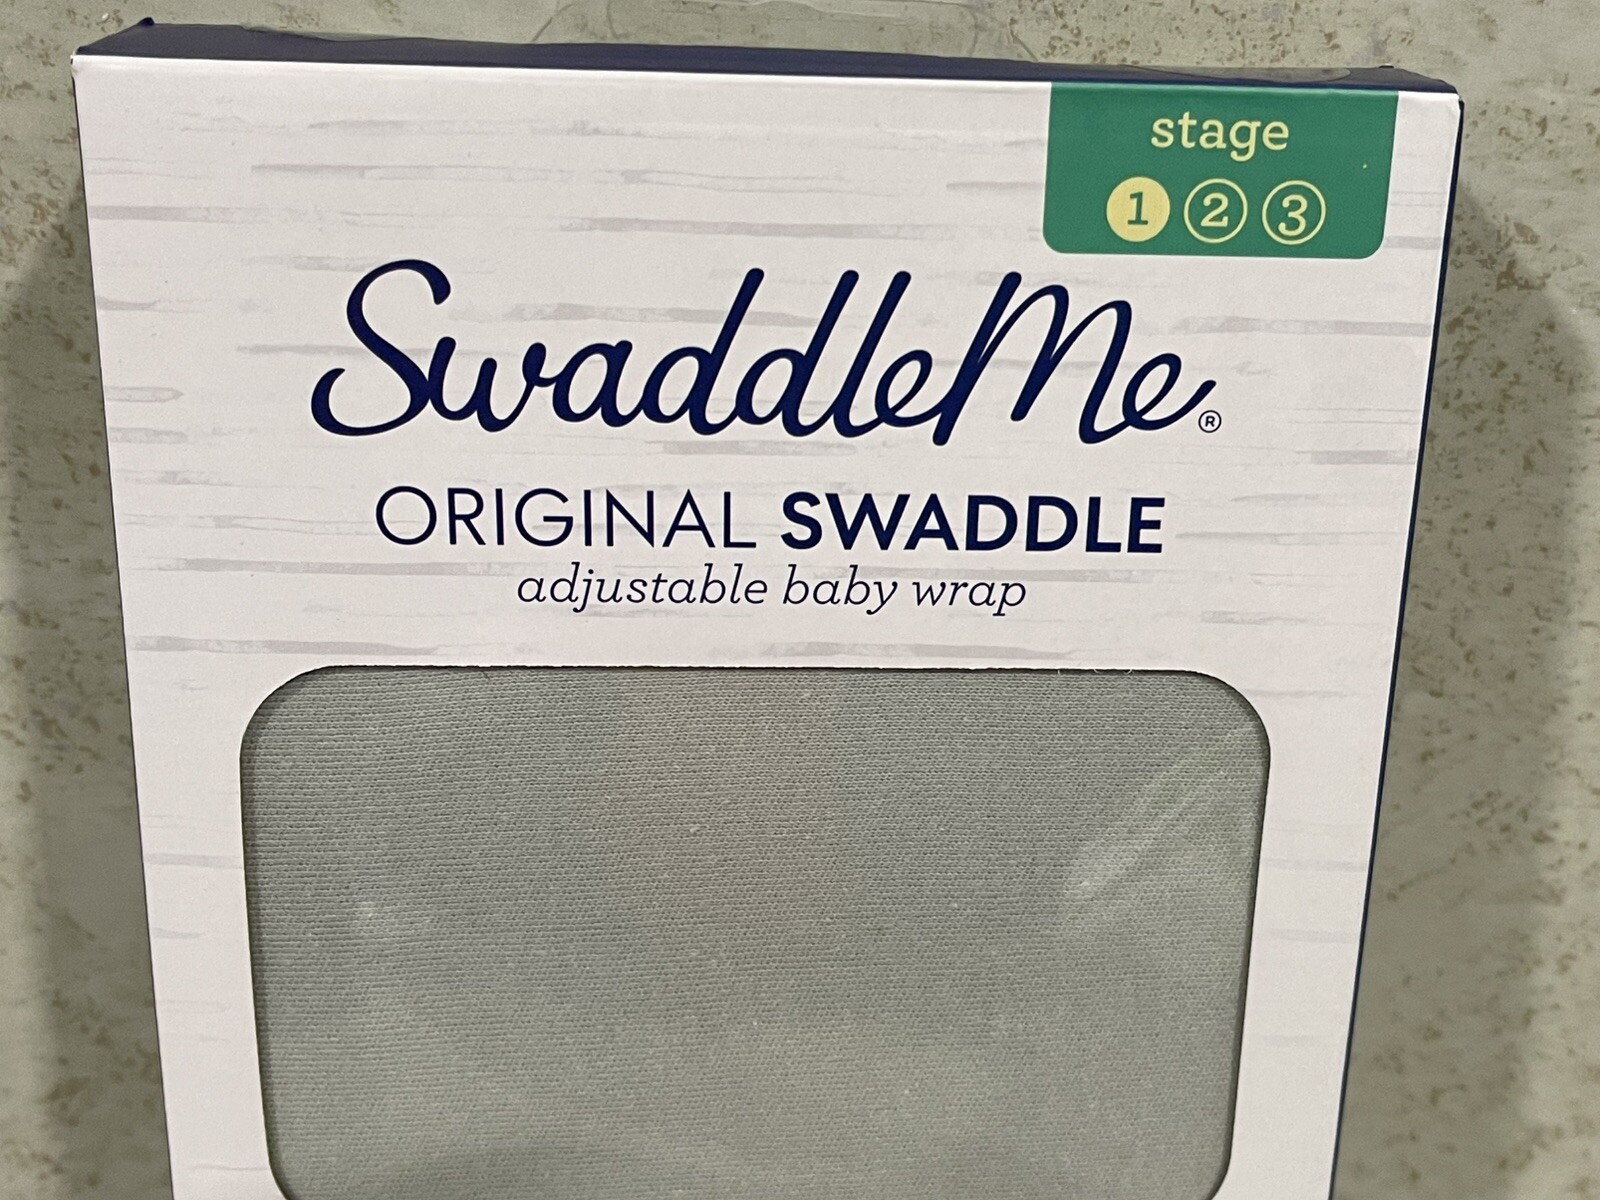 stage
1 2 3
SwaddleMe®
ORIGINAL SWADDLE
adjustable baby wrap